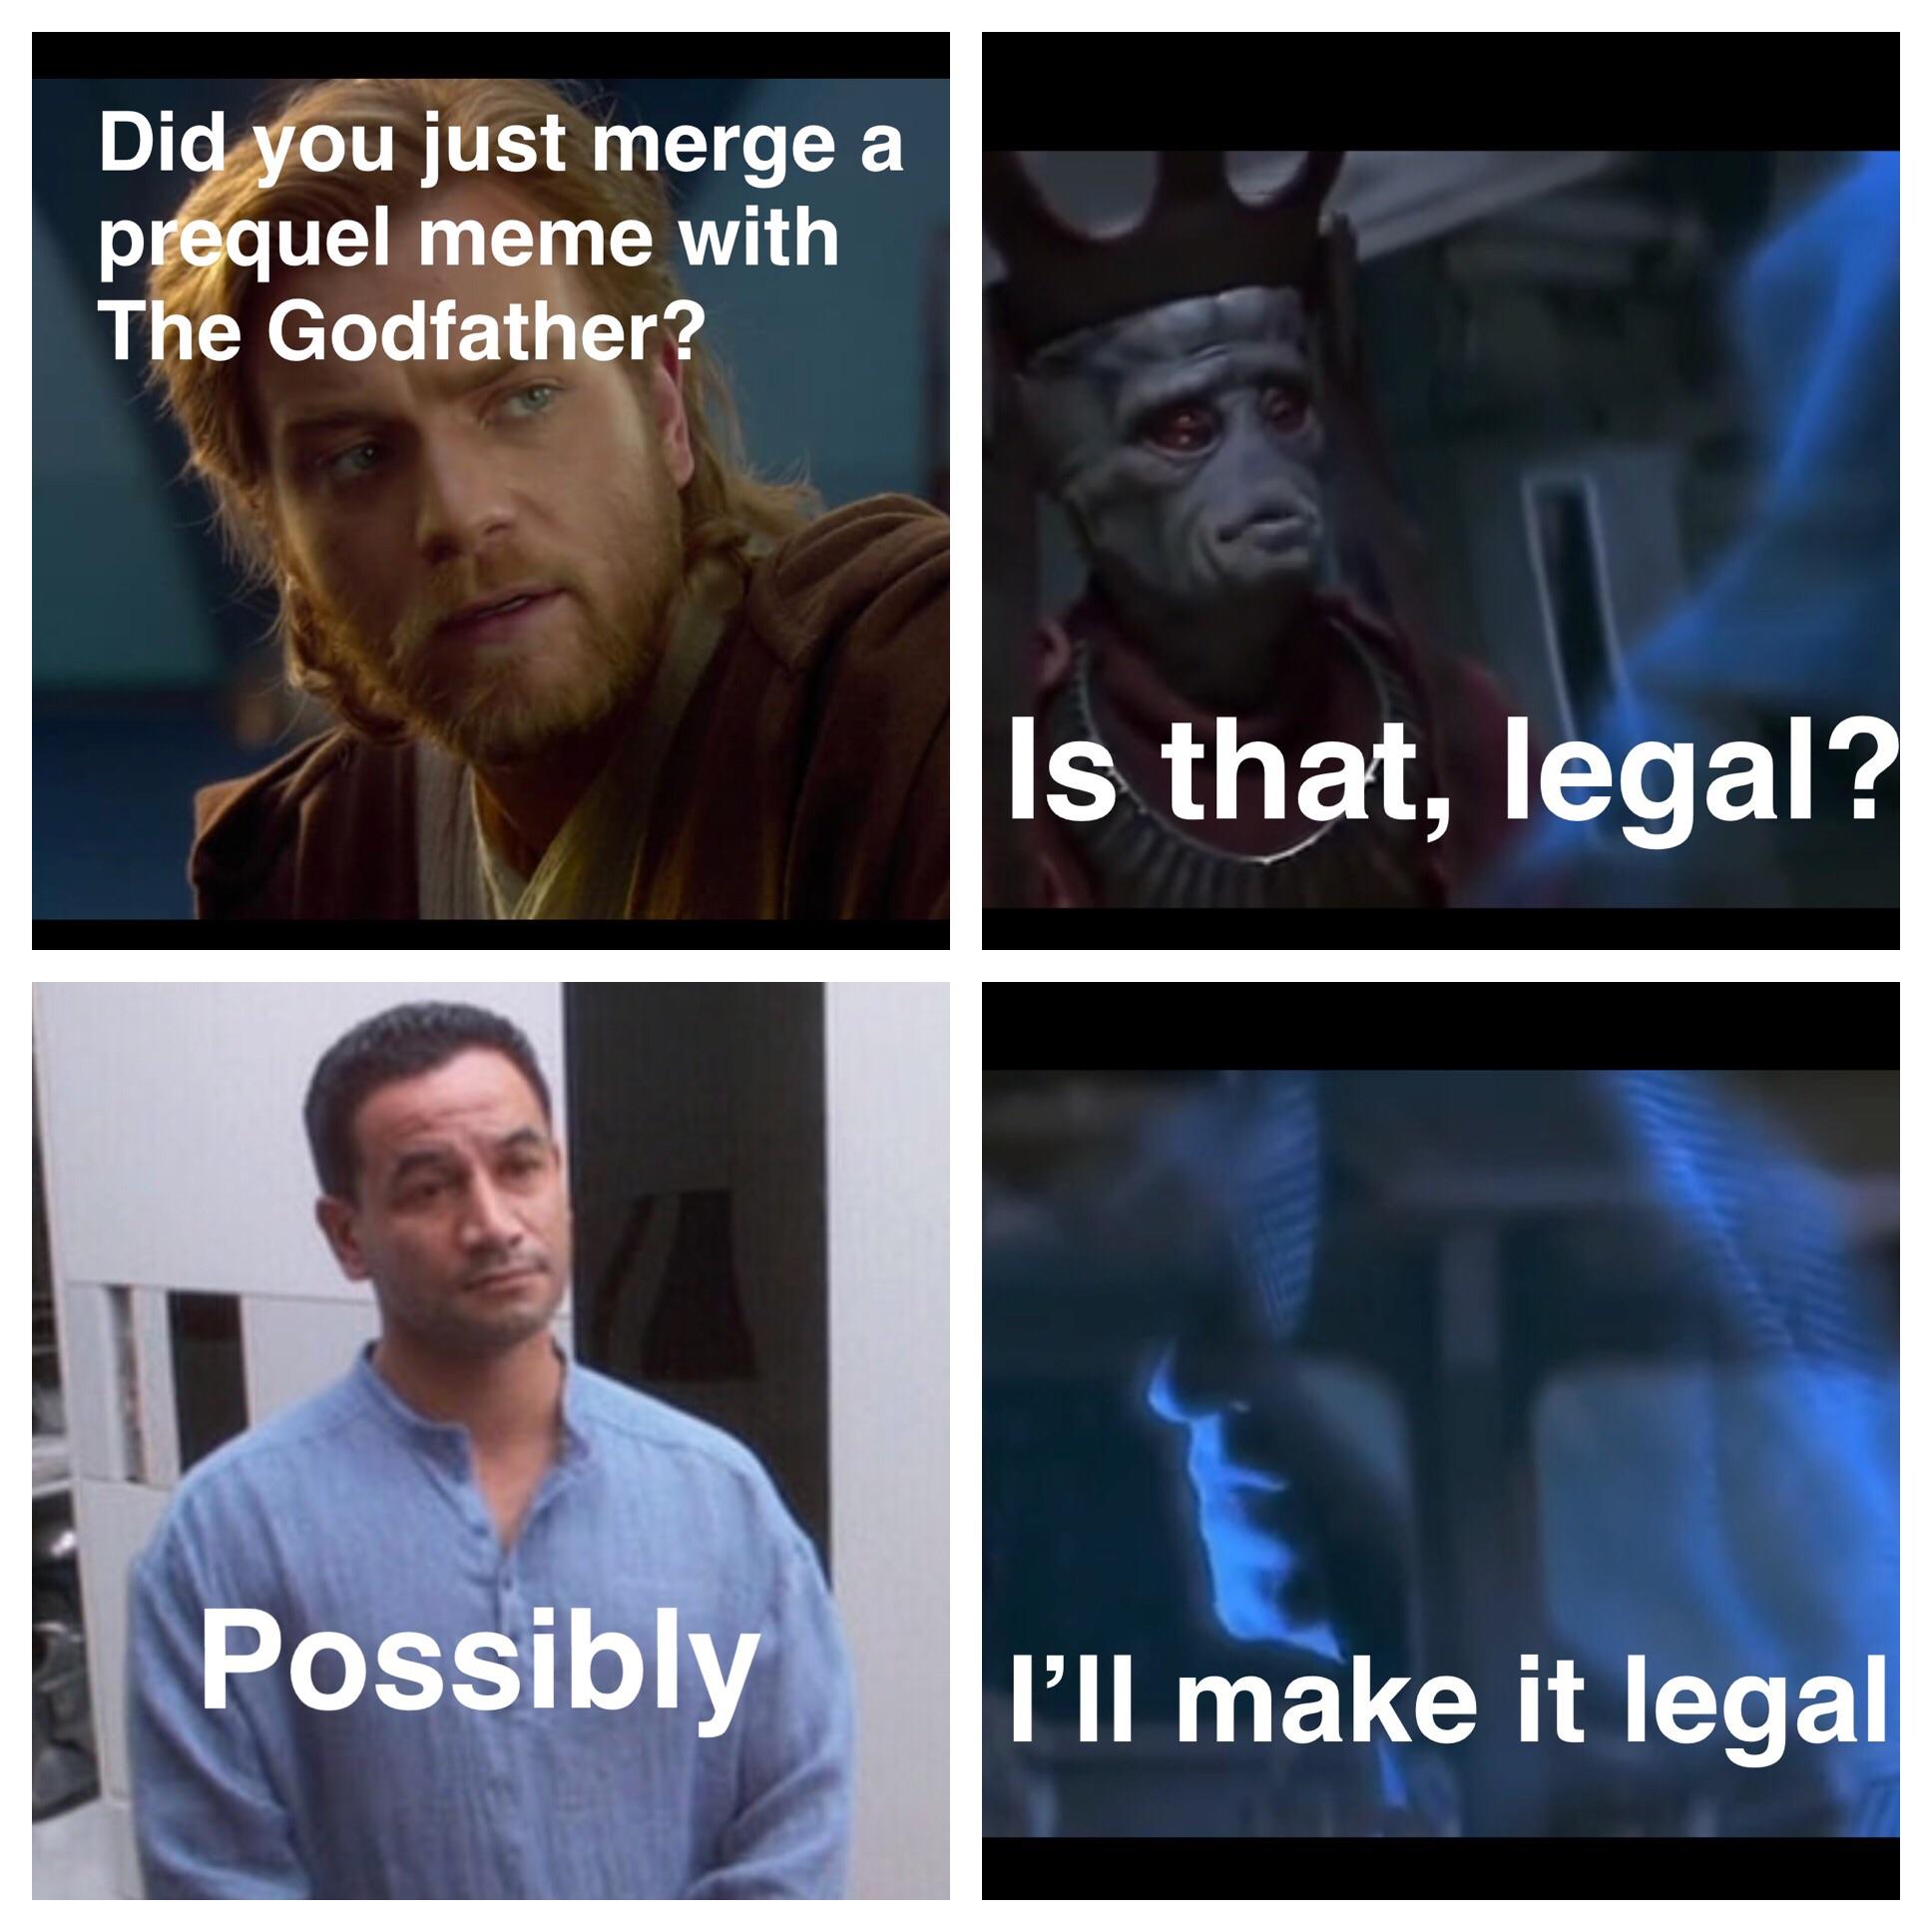 Did you just merge a
prequel meme with
The Godfather?
Is that, legal?
Possibly
I’ll make it legal